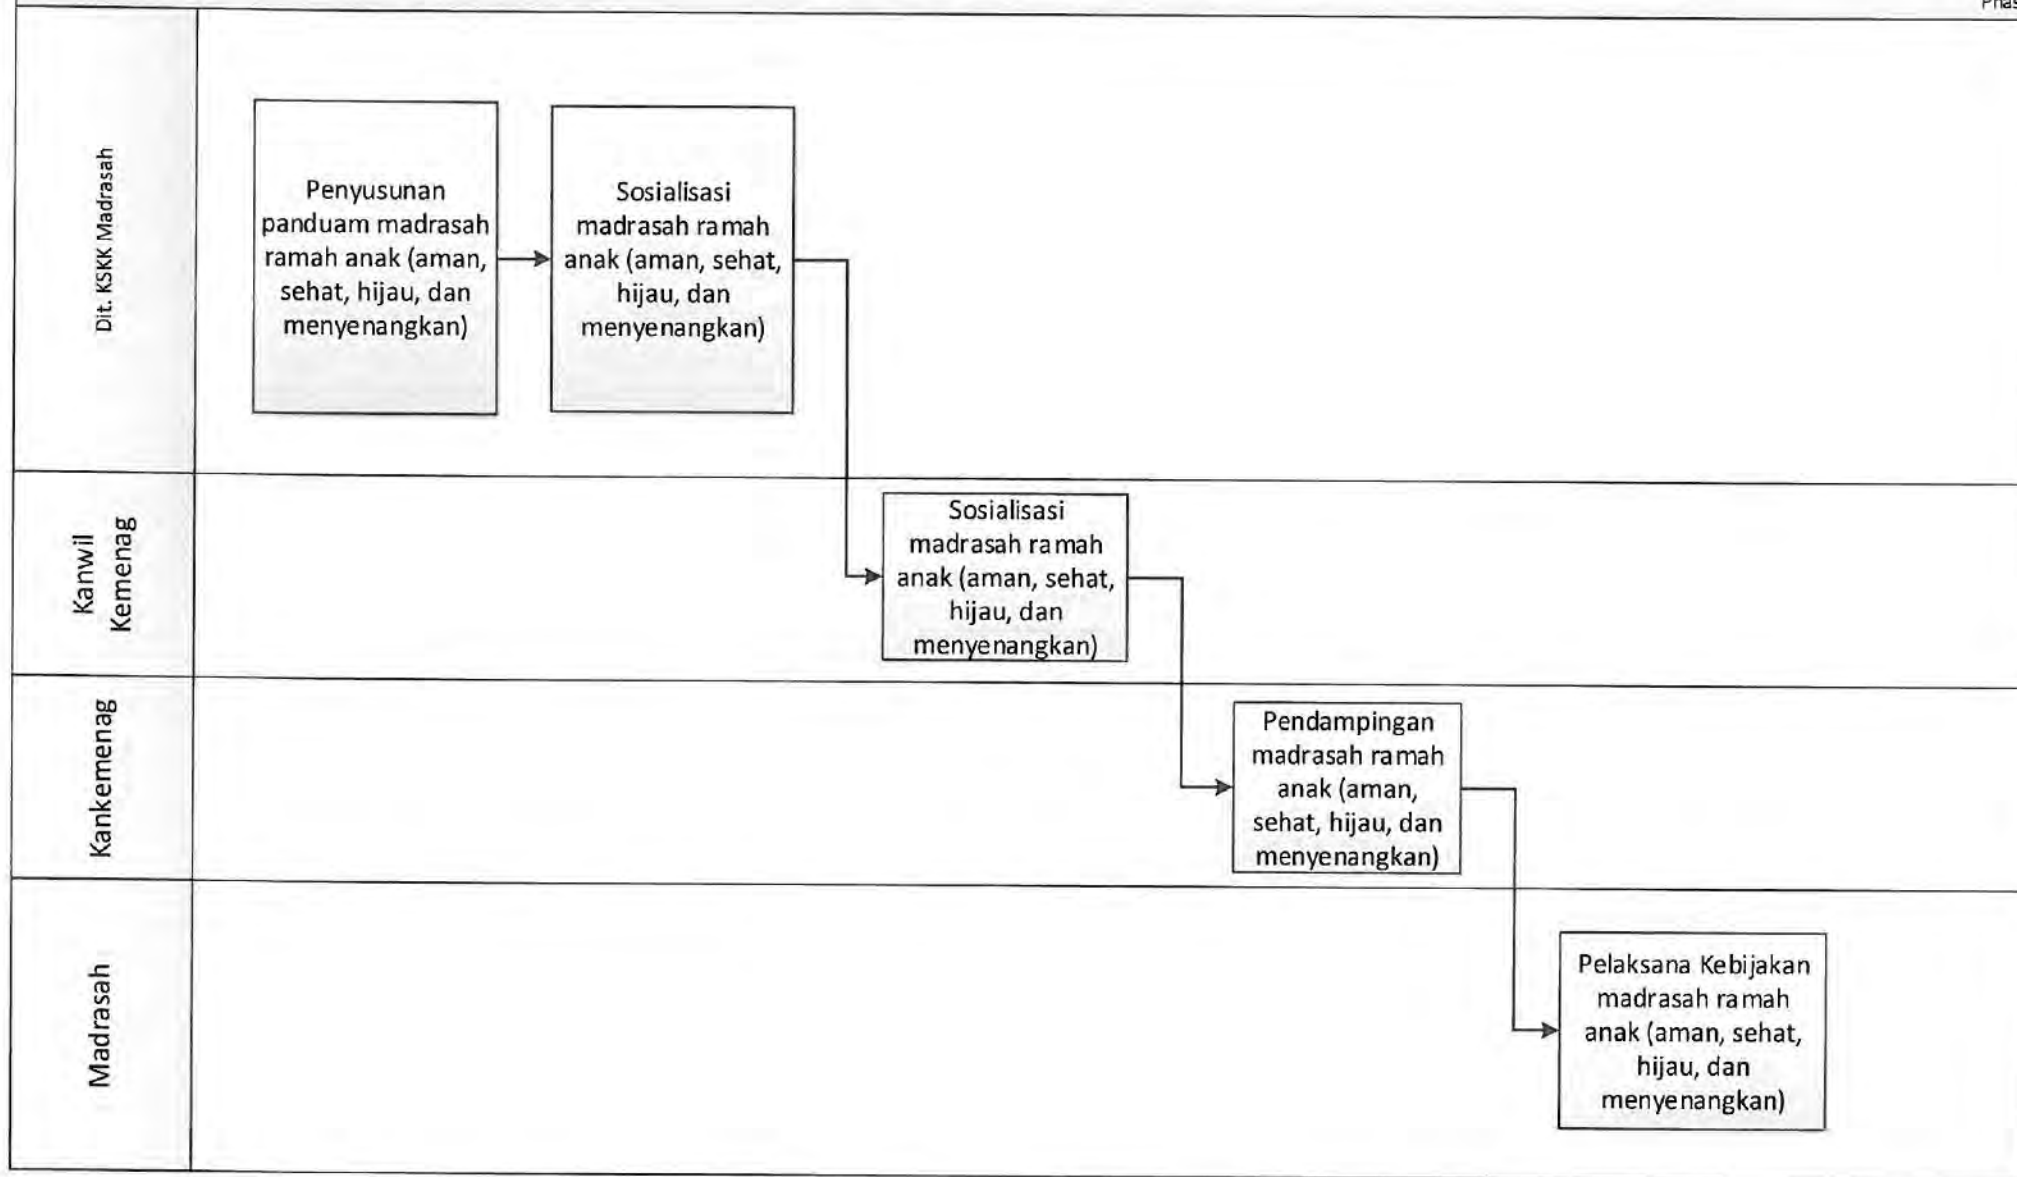 Dit. KSKK Madrasah
Penyusunan
panduam madrasah
ramah anak (aman,
sehat, hijau, dan
menyenangkan)
Sosialisasi
madrasah ramah
anak (aman, sehat,
hijau, dan
menyenangkan)
Kanwil
Kemenag
Sosialisasi
madrasah ramah
anak (aman, sehat,
hijau, dan
menyenangkan)
Kankemenag
Pendampingan
madrasah ramah
anak (aman,
sehat, hijau, dan
menyenangkan)
Madrasah
Pelaksana Kebijakan
madrasah ramah
anak (aman, sehat,
hijau, dan
menyenangkan)